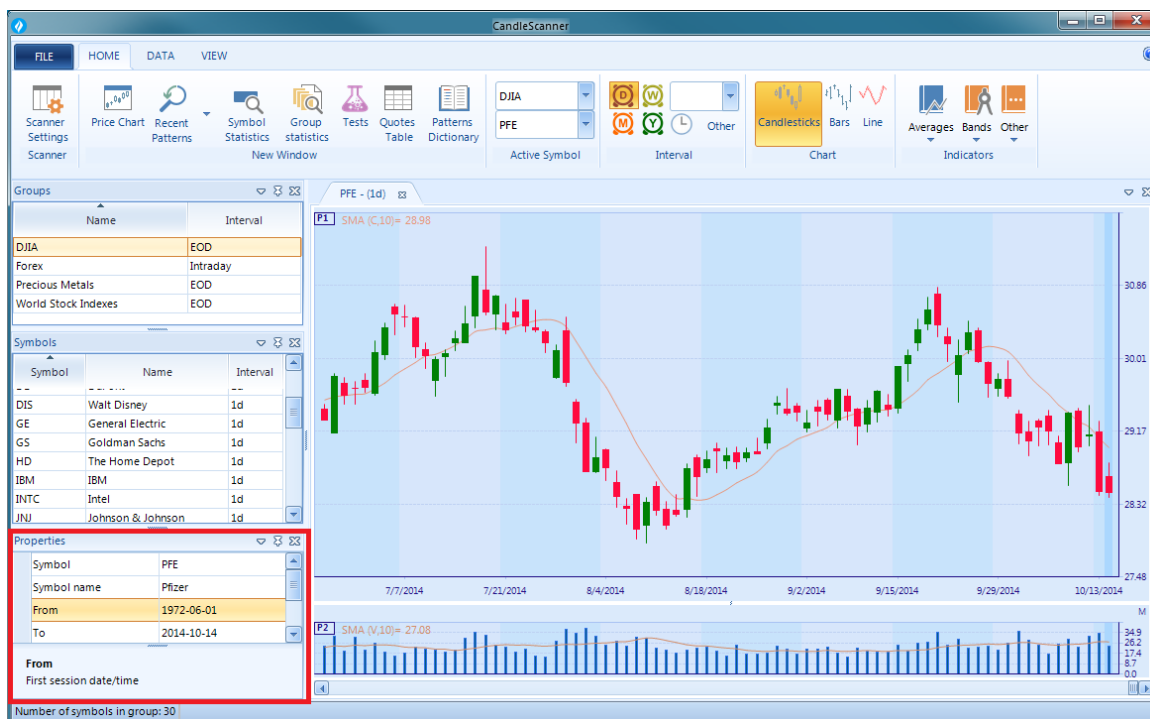 CandleScanner
FILE HOME DATA VIEW
Scanner Settings
Price Chart
Recent Patterns
Symbol Statistics
Group statistics
Tests
Quotes Table
Patterns Dictionary
DJIA
PFE
D W
M Y
Other
Candlesticks
Bars
Line
Averages
Bands
Other
Scanner
New Window
Active Symbol
Interval
Chart
Indicators
Groups
Name Interval
DJIA EOD
Forex Intraday
Precious Metals EOD
World Stock Indexes EOD
Symbols
Symbol Name Interval
DIS Walt Disney 1d
GE General Electric 1d
GS Goldman Sachs 1d
HD The Home Depot 1d
IBM IBM 1d
INTC Intel 1d
JNJ Johnson & Johnson 1d
Properties
Symbol PFE
Symbol name Pfizer
From 1972-06-01
To 2014-10-14
From
First session date/time
Number of symbols in group: 30
PFE - (1d)
P1 SMA (C,10)= 28.98
30.86
30.01
29.17
28.32
27.48
7/7/2014 7/21/2014 8/4/2014 8/18/2014 9/2/2014 9/15/2014 9/29/2014 10/13/2014
M
P2 SMA (V,10)= 27.08
34.9
26.2
17.4
8.7
0.0